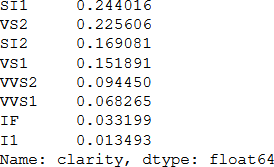 SI1     0.244016
VS2     0.225606
SI2     0.169081
VS1     0.151891
VVS2    0.094450
VVS1    0.068265
IF      0.033199
I1      0.013493
Name: clarity, dtype: float64